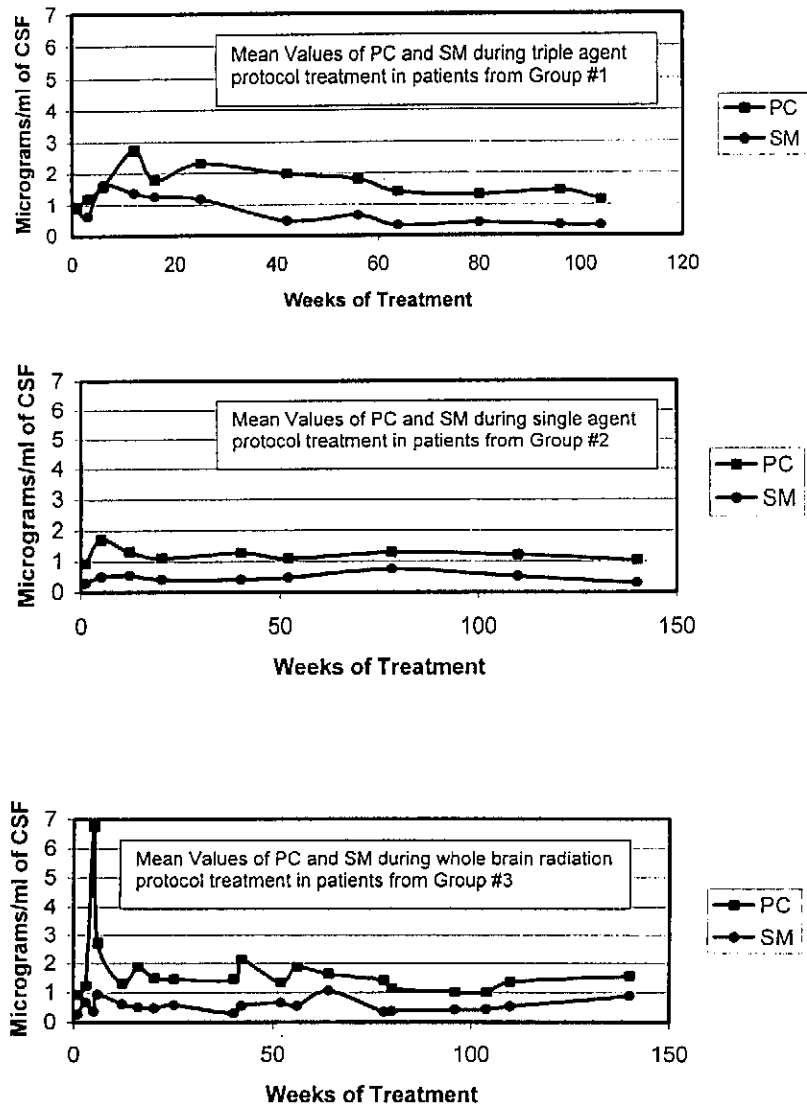 Micrograms/ml of CSF
7
6
5
4
3
2
1
0
Mean Values of PC and SM during triple agent
protocol treatment in patients from Group #1
PC
SM
0 20 40 60 80 100 120
Weeks of Treatment
Micrograms/ml of CSF
7
6
5
4
3
2
1
0
Mean Values of PC and SM during single agent
protocol treatment in patients from Group #2
PC
SM
0 50 100 150
Weeks of Treatment
Micrograms/ml of CSF
7
6
5
4
3
2
1
0
Mean Values of PC and SM during whole brain radiation
protocol treatment in patients from Group #3
PC
SM
0 50 100 150
Weeks of Treatment